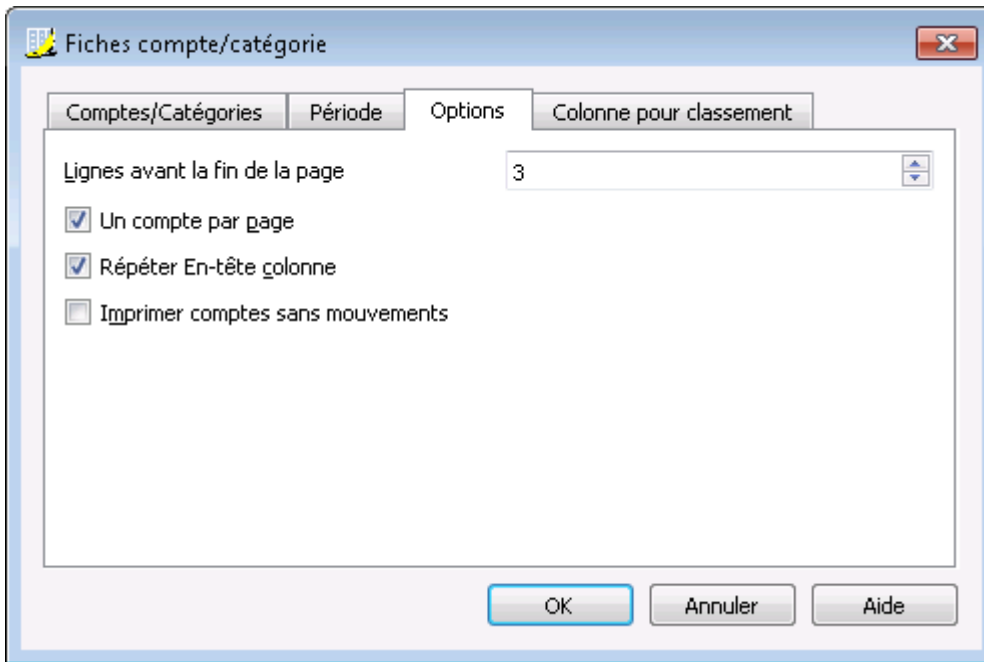 Fiches compte/catégorie
Comptes/Catégories Période Options Colonne pour classement
Lignes avant la fin de la page 3
Un compte par page
Répéter En-tête colonne
Imprimer comptes sans mouvements
OK Annuler Aide